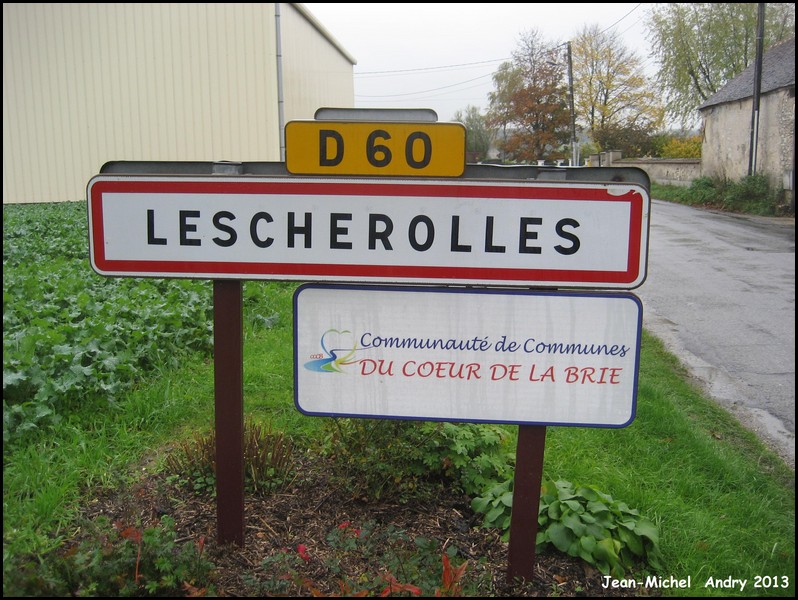 D 60
LESCHEROLLES
Communauté de Communes
DU COEUR DE LA BRIE
Jean-Michel Andry 2013